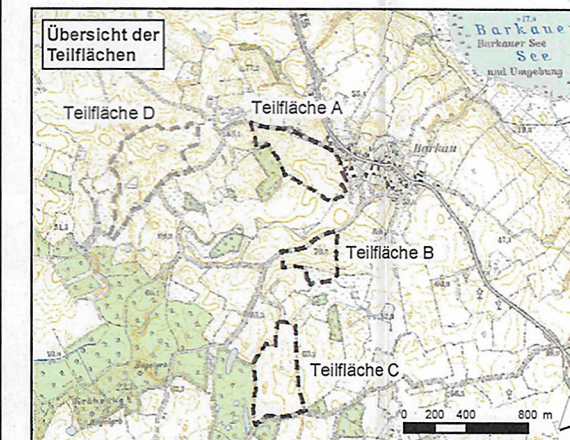 Übersicht der
Teilflächen
Barkauer
Barkauer See
See
und Umgebung
Teilfläche D
Teilfläche A
Barkau
Teilfläche B
Teilfläche C
0 200 400 800 m